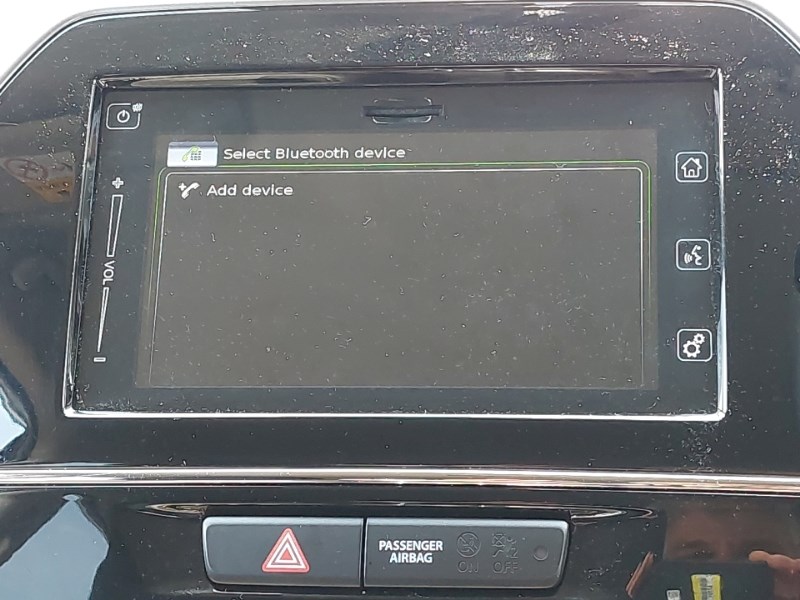 Select Bluetooth device
Add device
+
VOL
−
PASSENGER
AIRBAG
ON
OFF